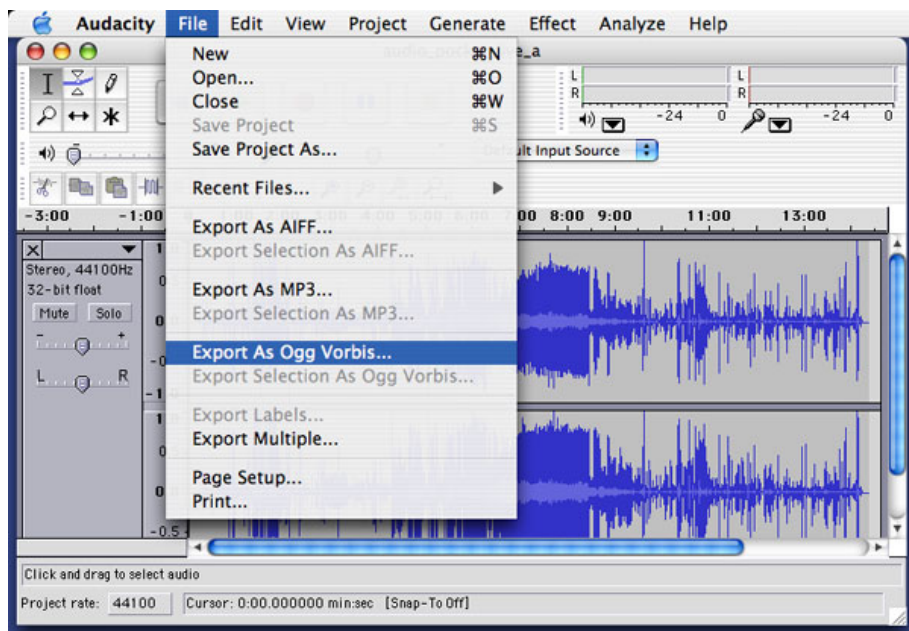 Audacity File Edit View Project Generate Effect Analyze Help
New ⌘N
Open... ⌘O
Close ⌘W
Save Project ⌘S
Save Project As...
Recent Files...
Export As AIFF...
Export Selection As AIFF...
Export As MP3...
Export Selection As MP3...
Export As Ogg Vorbis...
Export Selection As Ogg Vorbis...
Export Labels...
Export Multiple...
Page Setup...
Print...
L L
R R
-24 0 -24 0
Input Source
-3:00 -1:00 8:00 9:00 11:00 13:00
X
Stereo, 44100Hz
32-bit float
Mute Solo
- +
L R
Click and drag to select audio
Project rate: 44100 Cursor: 0:00.000000 min:sec [Snap-To Off]